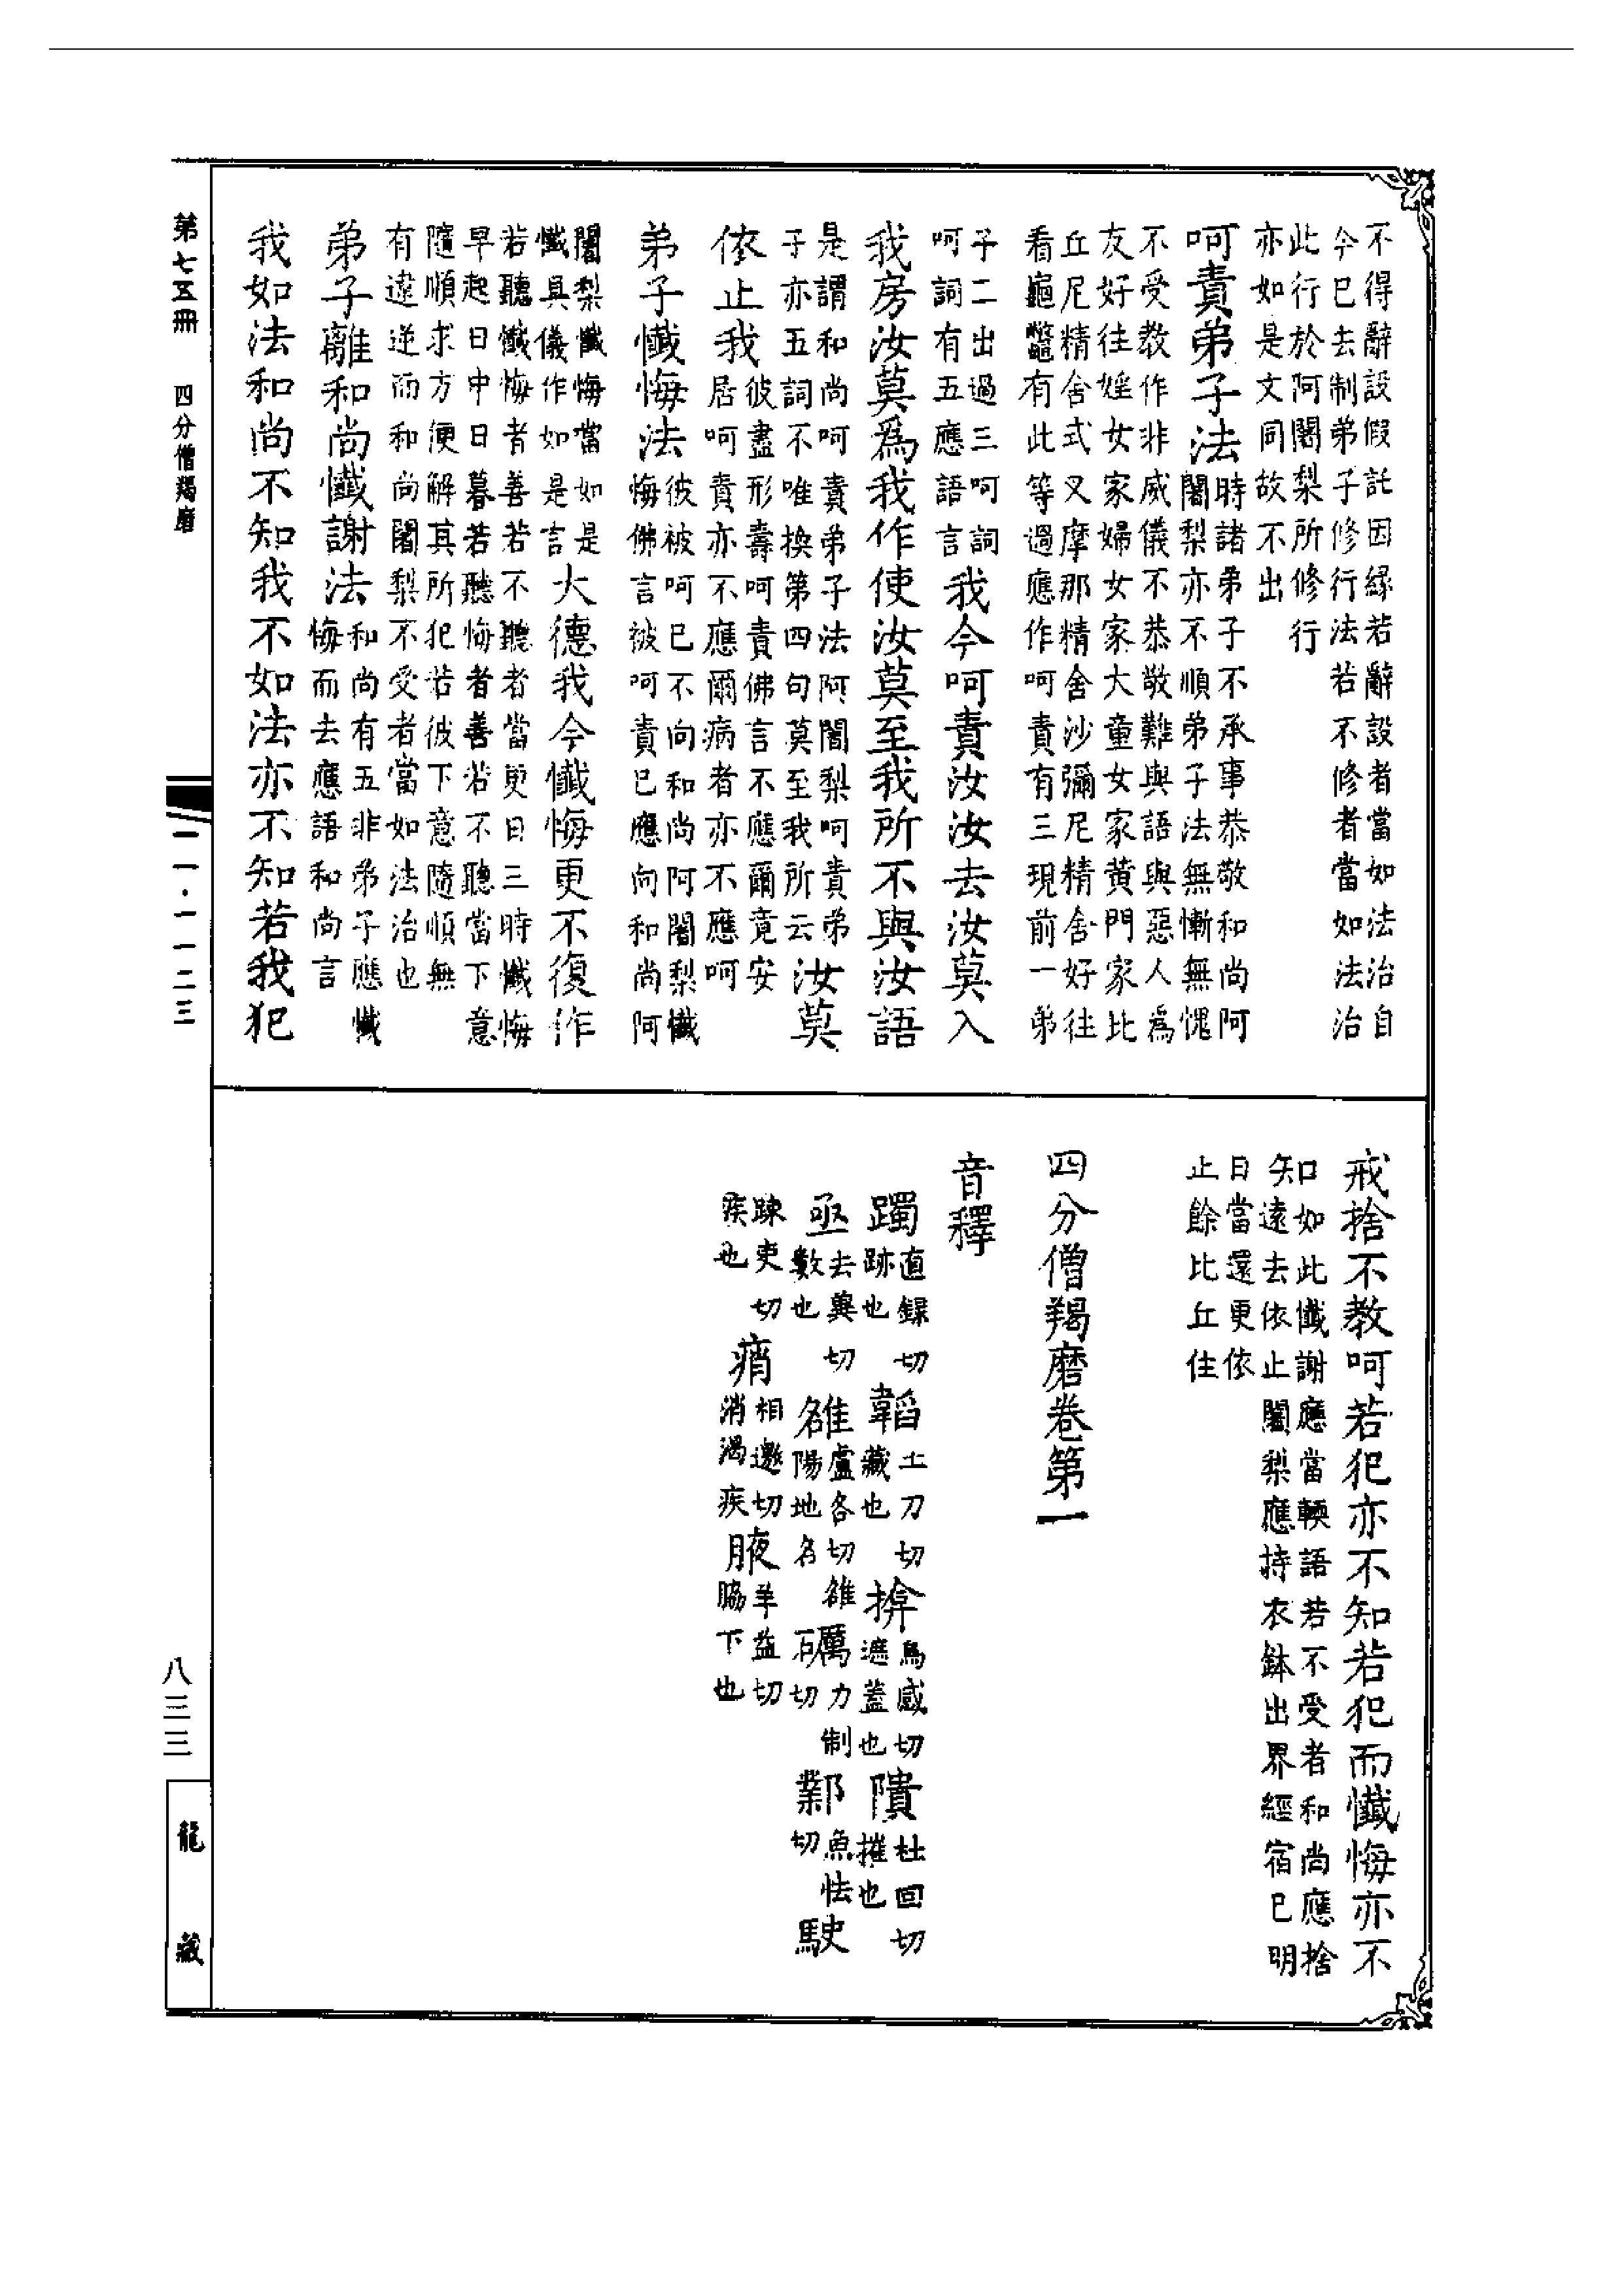 不得辭設假託因緣若辭設者當如法治自
今已去制弟子修行法若不修者當如法治
此行於阿闍梨所修行
亦如是文同故不出
呵責弟子法時諸弟子不承事恭敬和尚阿
闍梨亦不順弟子法無慚無愧
不受教作非威儀不恭敬難與語與惡人爲
友好往婬女家婦女家大童女家黄門家比
丘尼精舍式叉摩那精舍沙彌尼精舍好往
看龜鼈有此等過應作呵責有三現前一弟
子二出過三呵詞
呵詞有五應語言我今呵責汝汝去汝莫入
我房汝莫爲我作使汝莫至我所不與汝語
是謂和尚呵責弟子法阿闍梨呵責弟
子亦五詞不唯換第四句莫至我所云汝莫
依止我彼盡形壽呵責佛言不應爾竟安
居呵責亦不應爾病者亦不應呵
弟子懺悔法彼被呵已不向和尚阿闍梨懺
悔佛言被呵責已應向和尚阿
闍梨懺悔當如是
懺具儀作如是言大德我今懺悔更不復作
若聽懺悔者善若不聽者當更日三時懺悔
早起日中日暮若聽悔者善若不聽當下意
隨順求方便解其所犯若彼下意隨順無
有違逆而和尚闍梨不受者當如法治也
弟子離和尚懺謝法和尚有五非弟子應懺
悔而去應語和尚言
我如法和尚不知我不如法亦不知若我犯
戒捨不教呵若犯亦不知若犯而懺悔亦不
知如此懺謝應當輭語若不受者和尚應捨
遠去依止闍梨應持衣鉢出界經宿已明
日當還更依
止餘比丘住
四分僧羯磨卷第一
音釋
躅直錄切跡也 韜土刀切藏也 揜烏感切遮蓋也 隤杜回切摧也
亟去冀切數也 雒盧各切雒陽地名 礪力制切 鄴魚怯切 駛
踈吏切疾也 痟相邀切消渴疾 腋羊益切脇下也
第七五冊 四分僧羯磨
一一·一一二三
八三三
龍藏